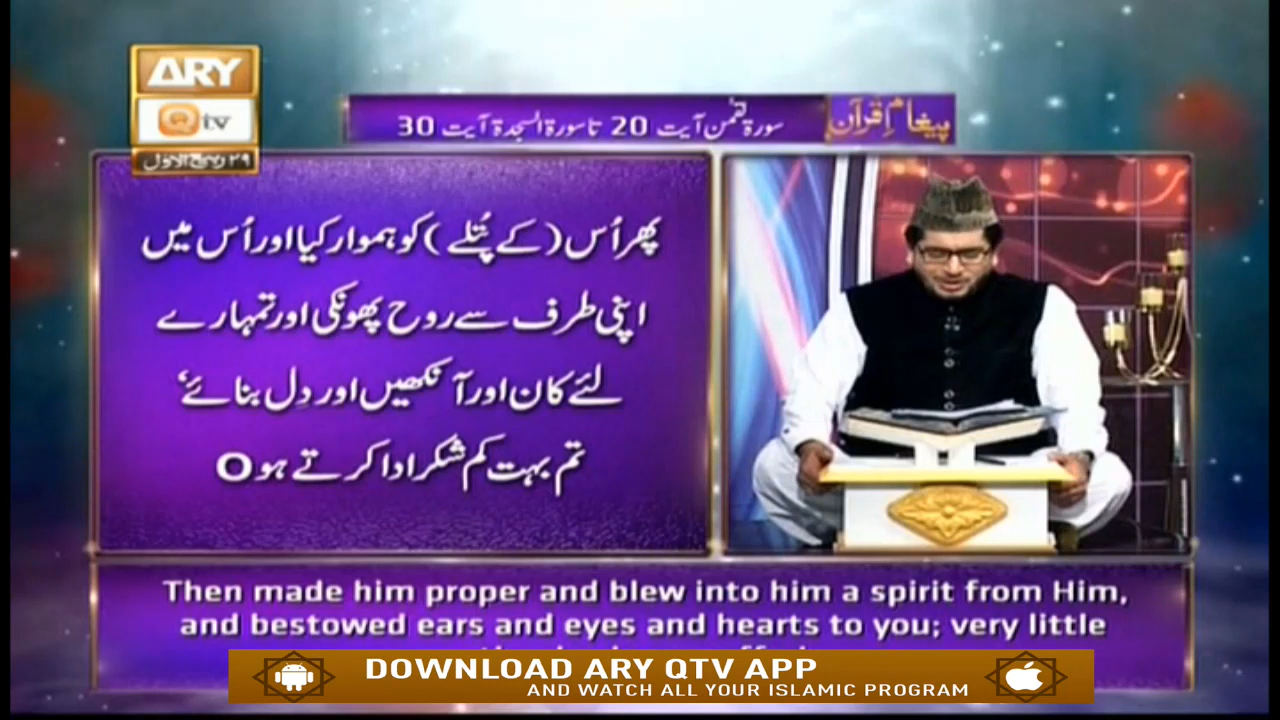 ARY
Qtv
۲۹ ربیع الاول
پیغامِ قرآن
سورۃ لقمٰن آیت 20 تا سورۃ السجدۃ آیت 30
پھر اُس (کے پُتلے) کو ہموار کیا اور اُس میں
اپنی طرف سے روح پھونکی اور تمہارے
لئے کان اور آنکھیں اور دِل بنائے‘
تم بہت کم شکر ادا کرتے ہو O
Then made him proper and blew into him a spirit from Him,
and bestowed ears and eyes and hearts to you; very little
DOWNLOAD ARY QTV APP
AND WATCH ALL YOUR ISLAMIC PROGRAM